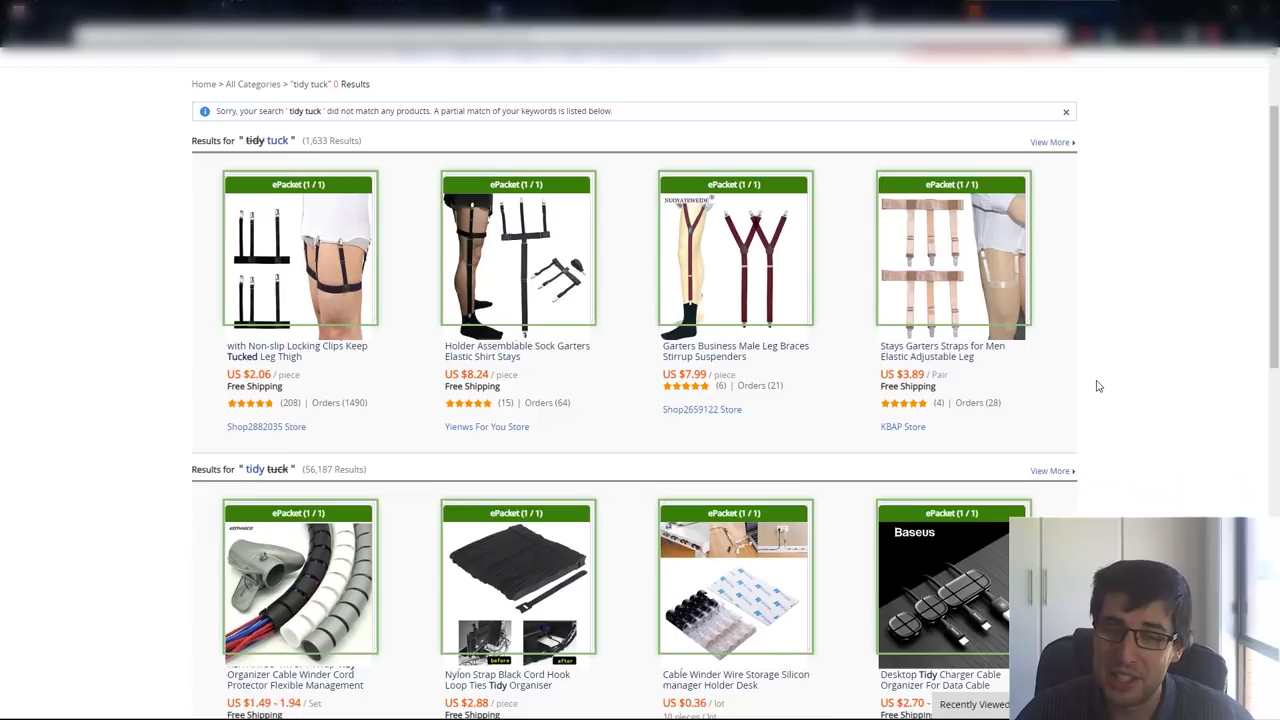 Home > All Categories > "tidy tuck" 0 Results
Sorry, your search ' tidy tuck ' did not match any products. A partial match of your keywords is listed below.
Results for " tidy tuck " (1,633 Results)
View More
ePacket (1 / 1)
ePacket (1 / 1)
ePacket (1 / 1)
ePacket (1 / 1)
NUOYATEWEIDE
with Non-slip Locking Clips Keep
Tucked Leg Thigh
US $2.06 / piece
Free Shipping
(208) | Orders (1490)
Shop2882035 Store
Holder Assemblable Sock Garters
Elastic Shirt Stays
US $8.24 / piece
Free Shipping
(15) | Orders (64)
Yienws For You Store
Garters Business Male Leg Braces
Stirrup Suspenders
US $7.99 / piece
(6) | Orders (21)
Shop2659122 Store
Stays Garters Straps for Men
Elastic Adjustable Leg
US $3.89 / Pair
Free Shipping
(4) | Orders (28)
KBAP Store
Results for " tidy tuck " (56,187 Results)
View More
ePacket (1 / 1)
ePacket (1 / 1)
ePacket (1 / 1)
ePacket (1 / 1)
Baseus
before
after
Organizer Cable Winder Cord
Protector Flexible Management
US $1.49 - 1.94 / Set
Free Shipping
Nylon Strap Black Cord Hook
Loop Ties Tidy Organiser
US $2.88 / piece
Free Shipping
Cable Winder Wire Storage Silicon
manager Holder Desk
US $0.36 / lot
10 pieces / lot
Desktop Tidy Charger Cable
Organizer For Data Cable
US $2.70 -
Free Shipping
Recently Viewed